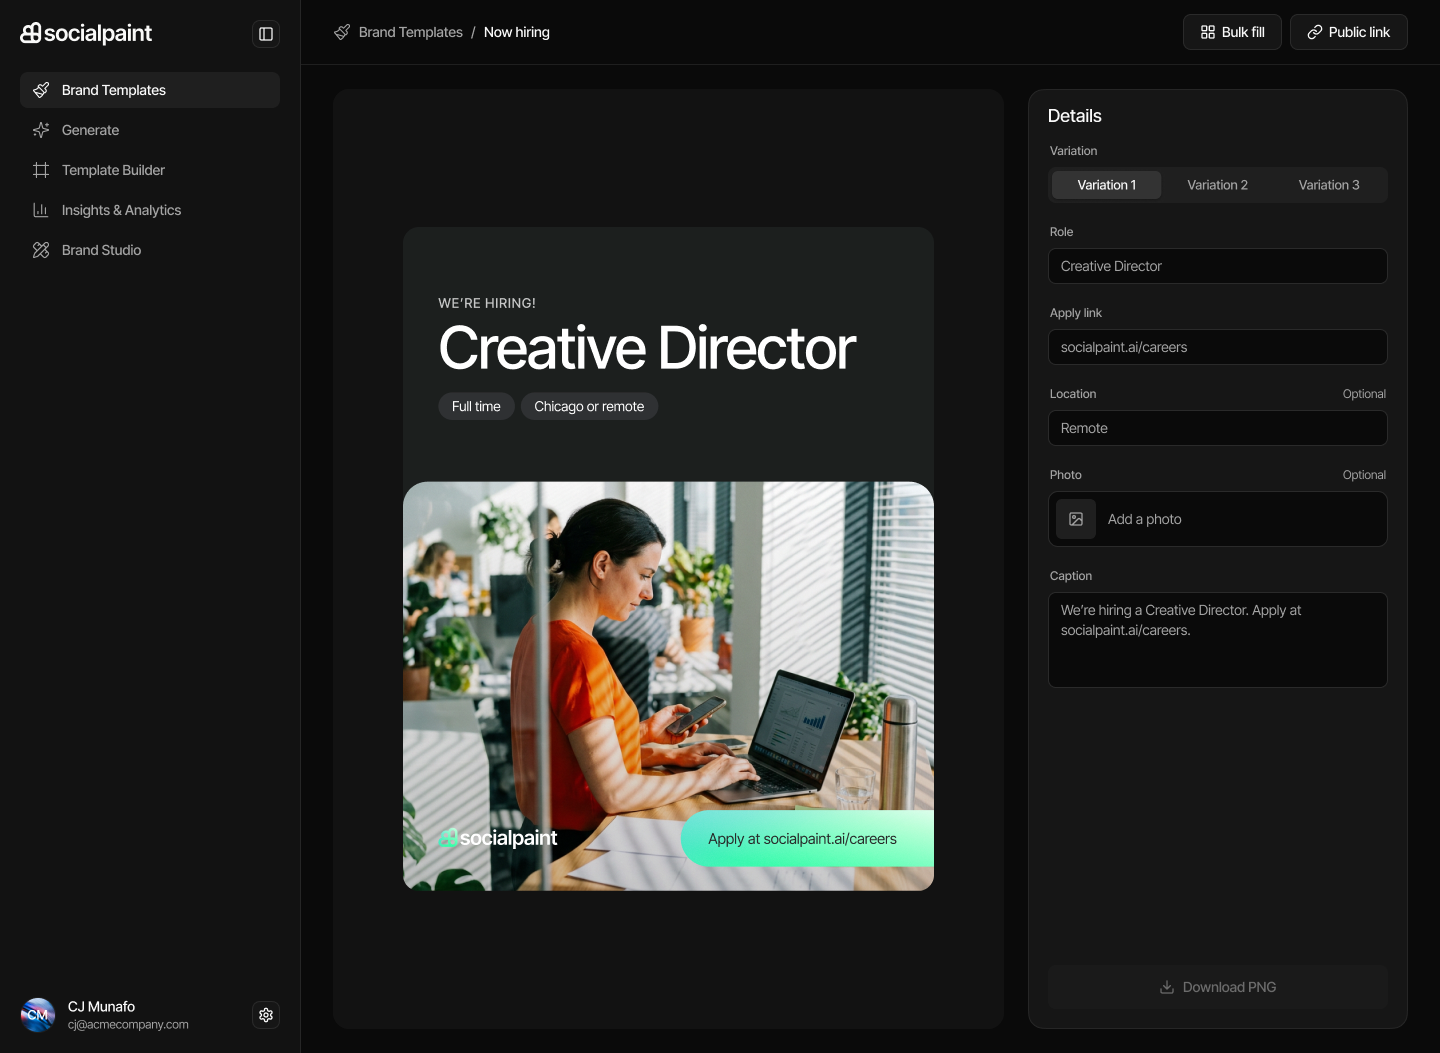 socialpaint
Brand Templates
Generate
Template Builder
Insights & Analytics
Brand Studio
CM
CJ Munafo
cj@acmecompany.com
Brand Templates / Now hiring
Bulk fill
Public link
WE’RE HIRING!
Creative Director
Full time
Chicago or remote
socialpaint
Apply at socialpaint.ai/careers
Details
Variation
Variation 1
Variation 2
Variation 3
Role
Creative Director
Apply link
socialpaint.ai/careers
Location
Optional
Remote
Photo
Optional
Add a photo
Caption
We’re hiring a Creative Director. Apply at
socialpaint.ai/careers.
Download PNG